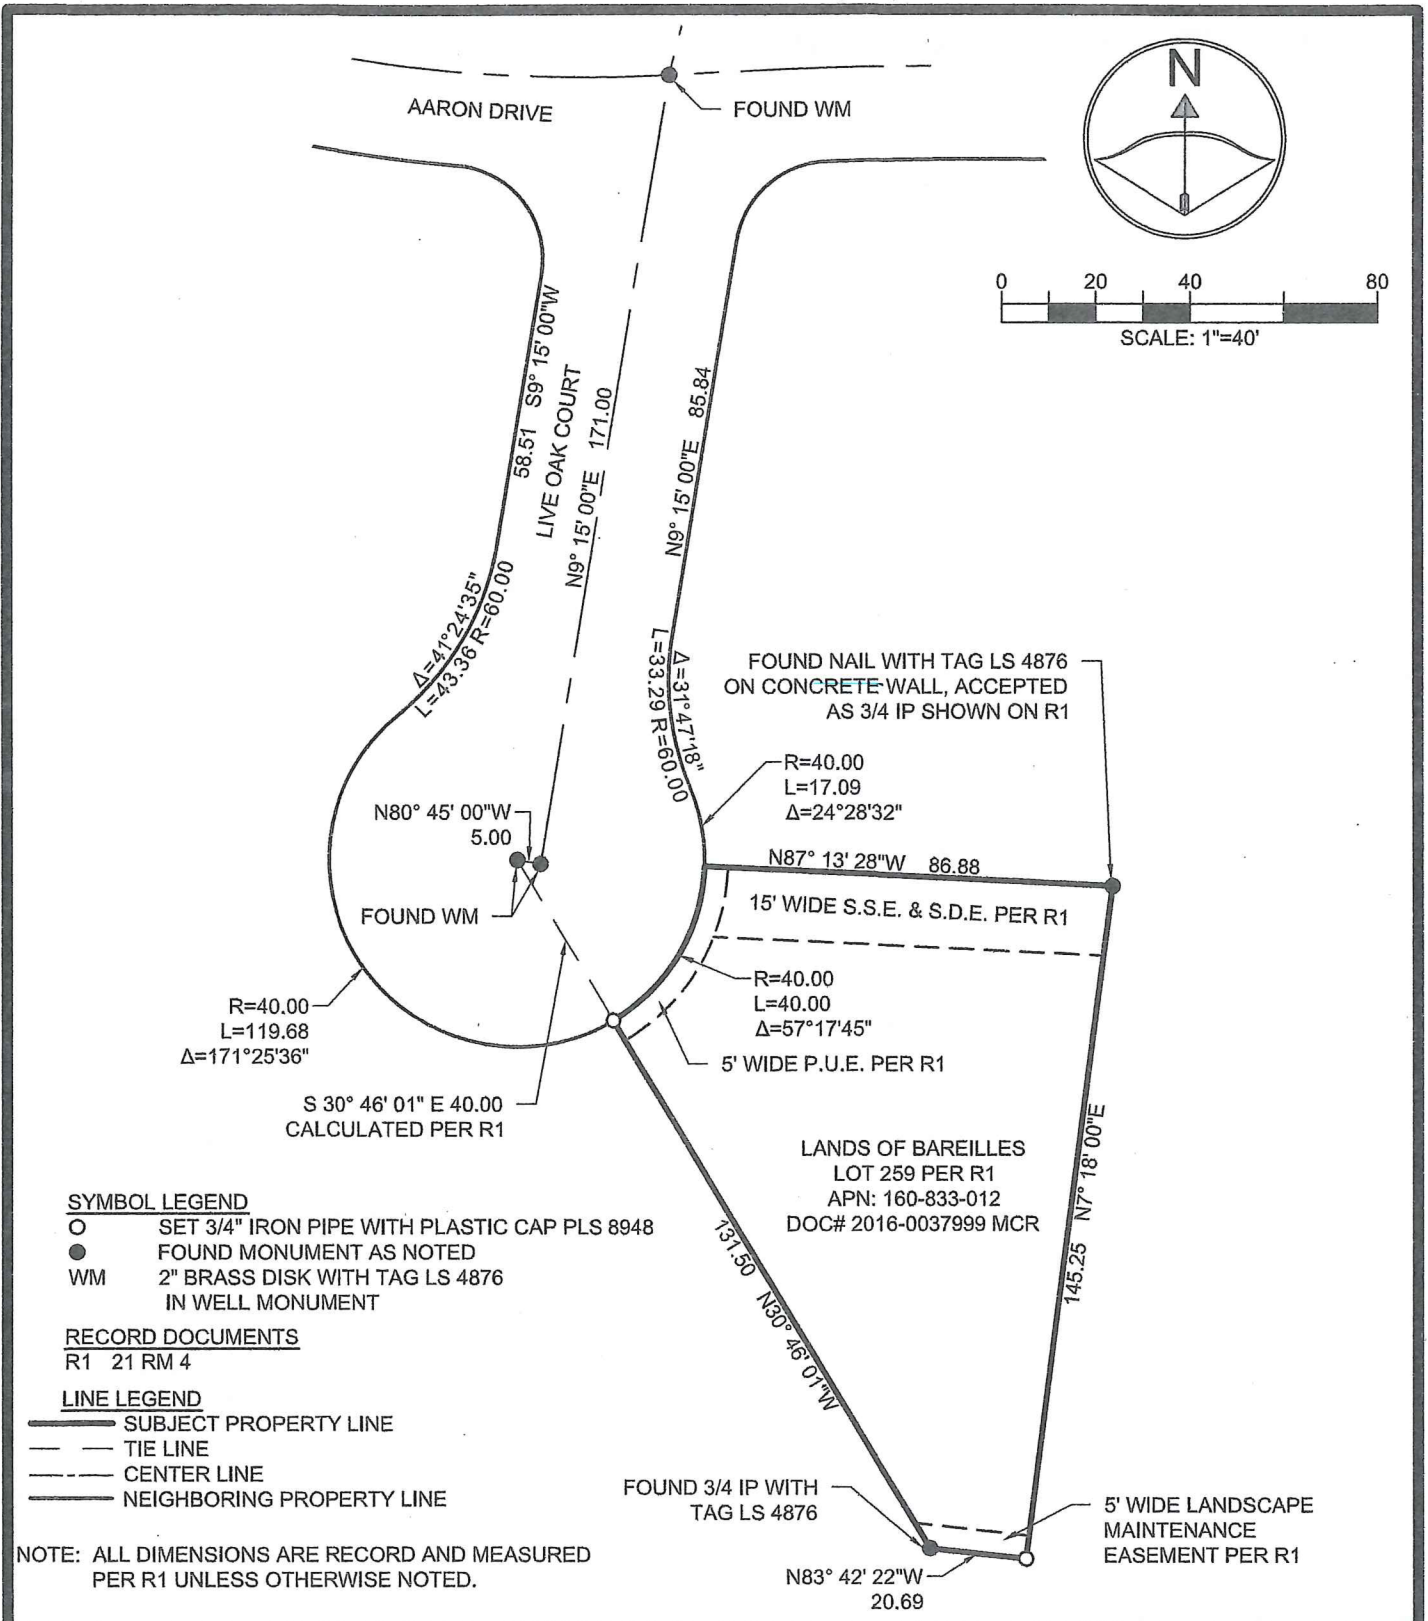 AARON DRIVE
FOUND WM
N
0 20 40 80
SCALE: 1"=40'
58.51 S9° 15' 00"W
LIVE OAK COURT
N9° 15' 00"E 171.00
N9° 15' 00"E 85.84
Δ=41°24'35"
L=43.36 R=60.00
Δ=31°47'18"
L=33.29 R=60.00
FOUND NAIL WITH TAG LS 4876
ON CONCRETE WALL, ACCEPTED
AS 3/4 IP SHOWN ON R1
R=40.00
L=17.09
Δ=24°28'32"
N80° 45' 00"W
5.00
FOUND WM
N87° 13' 28"W 86.88
15' WIDE S.S.E. & S.D.E. PER R1
R=40.00
L=119.68
Δ=171°25'36"
R=40.00
L=40.00
Δ=57°17'45"
5' WIDE P.U.E. PER R1
S 30° 46' 01" E 40.00
CALCULATED PER R1
LANDS OF BAREILLES
LOT 259 PER R1
APN: 160-833-012
DOC# 2016-0037999 MCR
145.25 N7° 18' 00"E
131.50 N30° 46' 01"W
SYMBOL LEGEND
SET 3/4" IRON PIPE WITH PLASTIC CAP PLS 8948
FOUND MONUMENT AS NOTED
WM 2" BRASS DISK WITH TAG LS 4876
IN WELL MONUMENT
RECORD DOCUMENTS
R1 21 RM 4
LINE LEGEND
SUBJECT PROPERTY LINE
TIE LINE
CENTER LINE
NEIGHBORING PROPERTY LINE
FOUND 3/4 IP WITH
TAG LS 4876
5' WIDE LANDSCAPE
MAINTENANCE
EASEMENT PER R1
N83° 42' 22"W
20.69
NOTE: ALL DIMENSIONS ARE RECORD AND MEASURED
PER R1 UNLESS OTHERWISE NOTED.